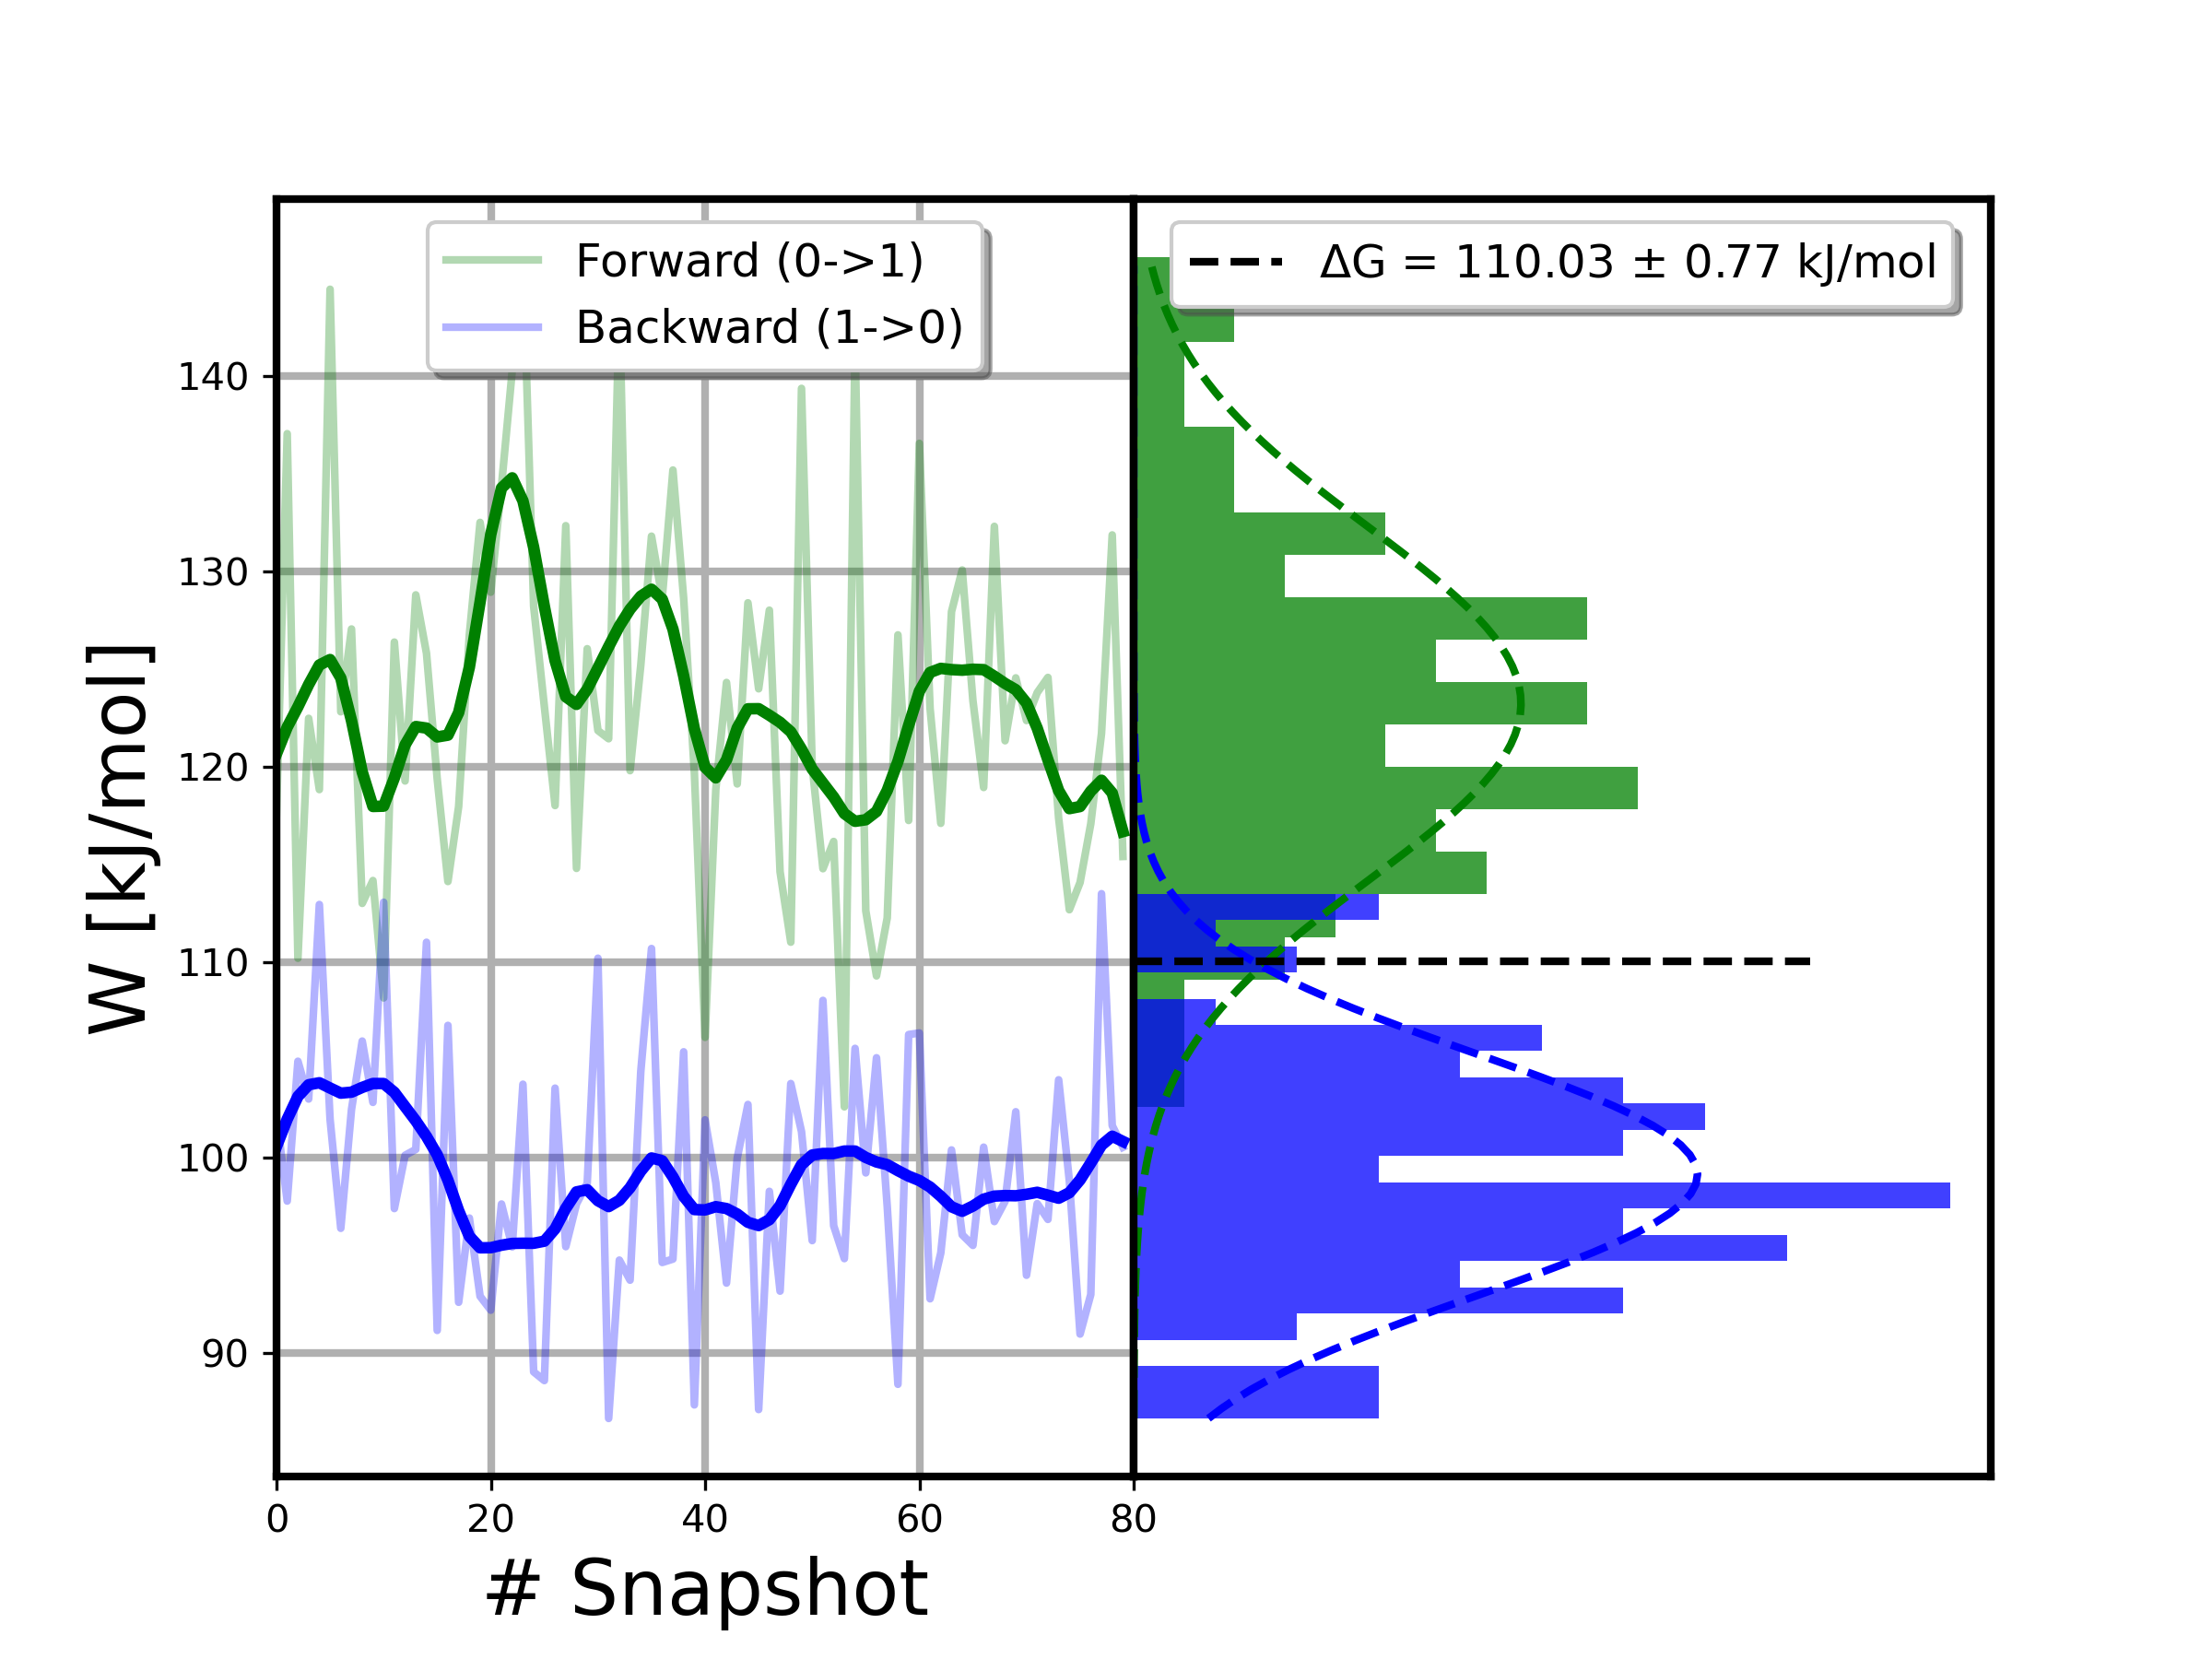 Forward (0->1)
Backward (1->0)
ΔG = 110.03 ± 0.77 kJ/mol
W [kJ/mol]
140
130
120
110
100
90
0 20 40 60 80
# Snapshot